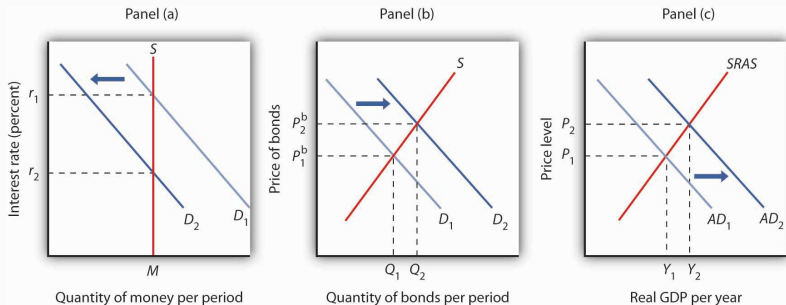 Panel (a)
Interest rate (percent)
r₁
r₂
S
D₂
D₁
M
Quantity of money per period
Panel (b)
Price of bonds
P₂ᵇ
P₁ᵇ
S
D₁
D₂
Q₁
Q₂
Quantity of bonds per period
Panel (c)
Price level
P₂
P₁
SRAS
AD₁
AD₂
Y₁
Y₂
Real GDP per year